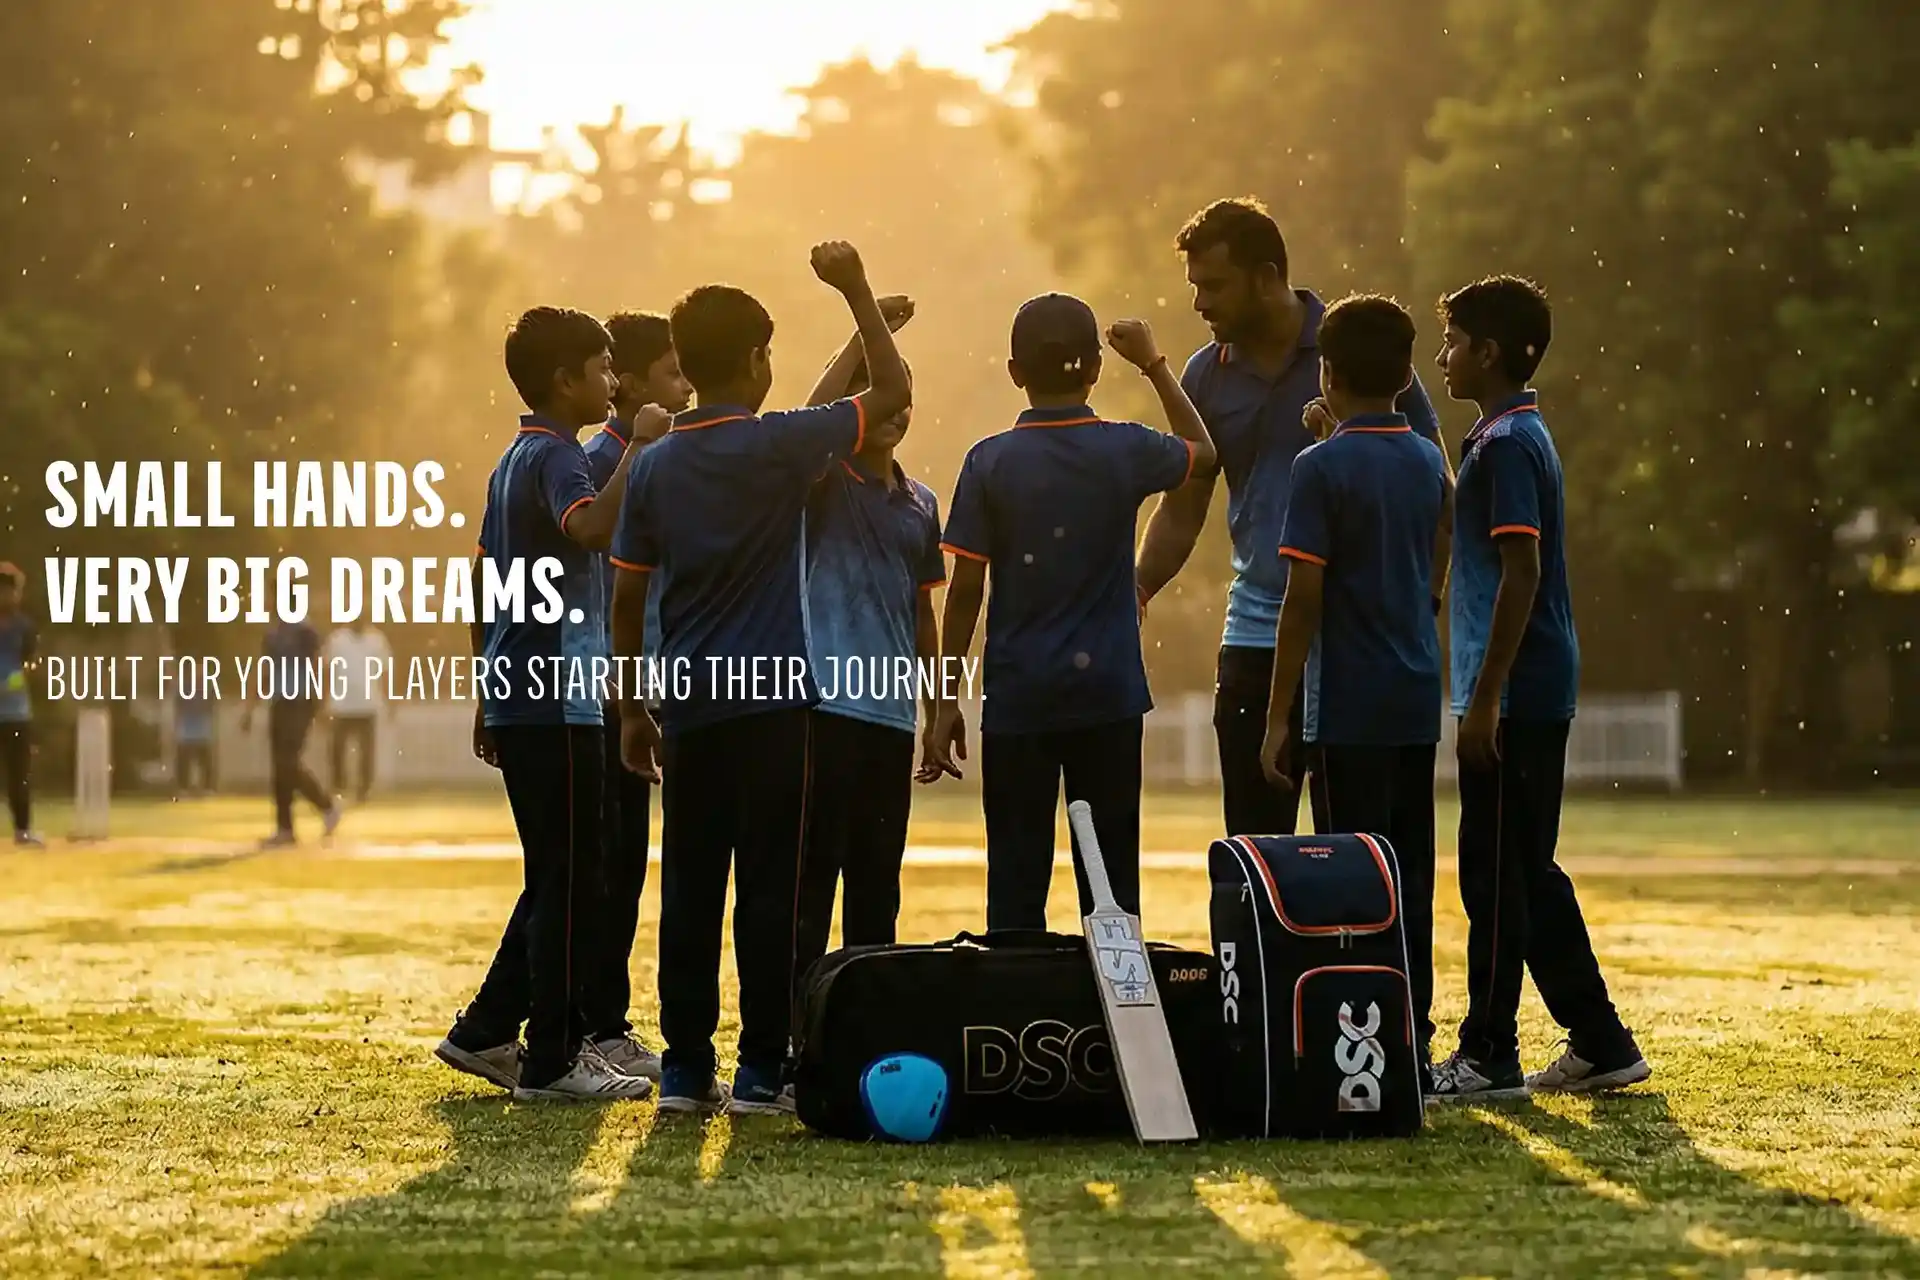 SMALL HANDS.
VERY BIG DREAMS.
BUILT FOR YOUNG PLAYERS STARTING THEIR JOURNEY.
DSC
DSC
DSC